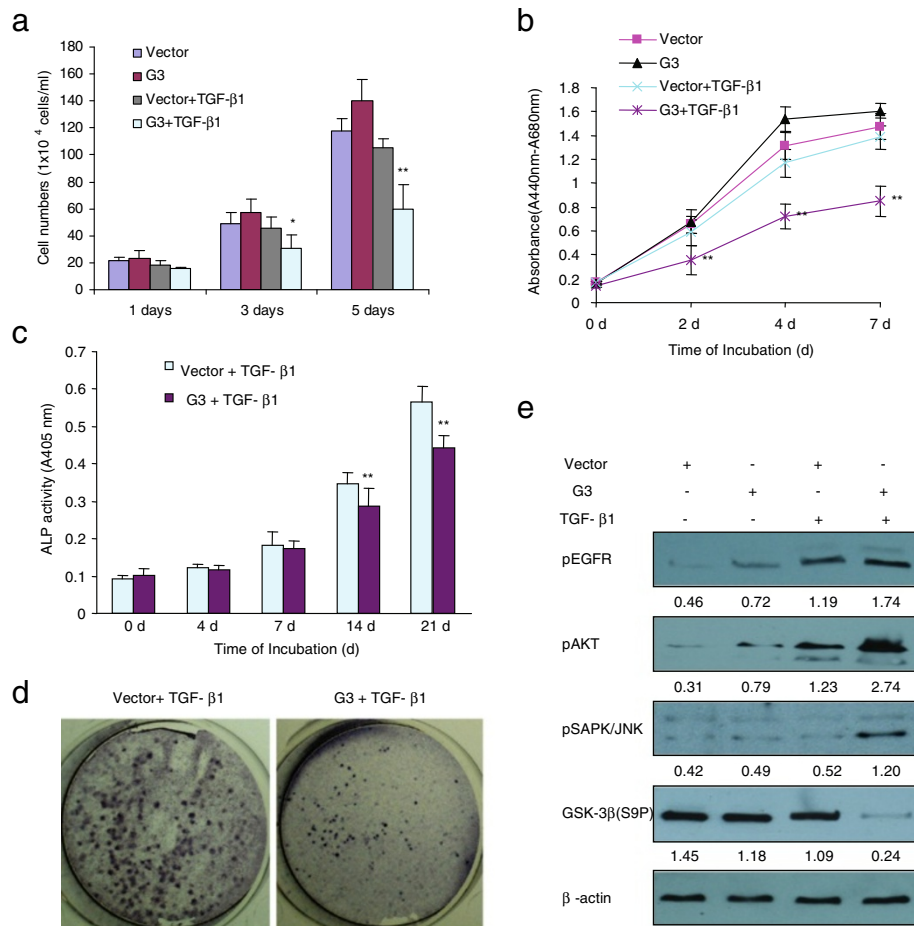 a
Vector
G3
Vector+TGF-β1
G3+TGF-β1
Cell numbers (1x10 4 cells/ml)
180
160
140
120
100
80
60
40
20
0
*
**
1 days
3 days
5 days
b
Vector
G3
Vector+TGF-β1
G3+TGF-β1
Absorbance(A440nm-A680nm)
1.8
1.6
1.4
1.2
1
0.8
0.6
0.4
0.2
0
**
**
**
0 d
2 d
4 d
7 d
Time of Incubation (d)
c
Vector + TGF- β1
G3 + TGF- β1
ALP activity (A405 nm)
0.7
0.6
0.5
0.4
0.3
0.2
0.1
0
**
**
0 d
4 d
7 d
14 d
21 d
Time of Incubation (d)
d
Vector+ TGF- β1
G3 + TGF- β1
e
Vector + - + -
G3 - + - +
TGF- β1 - - + +
pEGFR
0.46 0.72 1.19 1.74
pAKT
0.31 0.79 1.23 2.74
pSAPK/JNK
0.42 0.49 0.52 1.20
GSK-3β(S9P)
1.45 1.18 1.09 0.24
β -actin